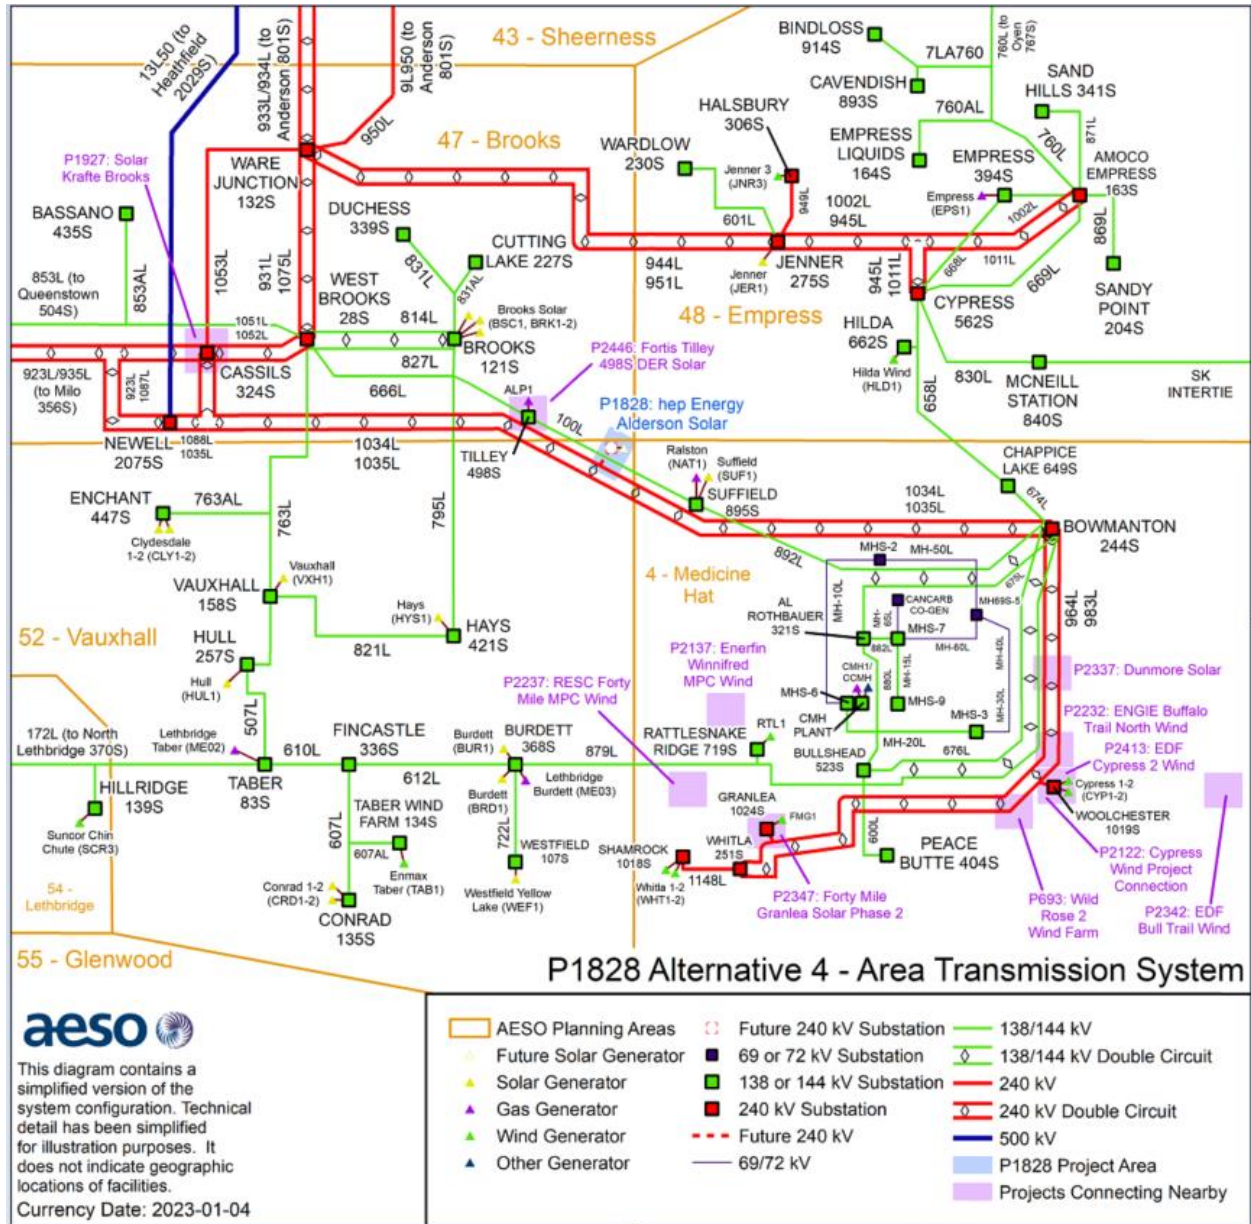 43 - Sheerness
13L50 (to
Heathfield
2029S)
933L/934L (to
Anderson 801S)
9L950 (to
Anderson
801S)
950L
BINDLOSS
914S
7LA760
760L (to
Oyen
767S)
CAVENDISH
893S
SAND
HILLS 341S
760AL
871L
HALSBURY
306S
47 - Brooks
WARDLOW
230S
EMPRESS
LIQUIDS
164S
760L
EMPRESS
394S
AMOCO
EMPRESS
163S
P1927: Solar
Krafte Brooks
WARE
JUNCTION
132S
Jenner 3
(JNR3)
949L
Empress
(EPS1)
1002L
BASSANO
435S
DUCHESS
339S
601L
1002L
945L
869L
CUTTING
LAKE 227S
831L
831AL
944L
951L
Jenner
(JER1)
JENNER
275S
945L
1011L
668L
1011L
669L
853L (to
Queenstown
504S)
853AL
1053L
931L
1075L
WEST
BROOKS
28S
CYPRESS
562S
SANDY
POINT
204S
48 - Empress
Brooks Solar
(BSC1, BRK1-2)
1051L
1052L
814L
BROOKS
121S
827L
HILDA
662S
Hilda Wind
(HLD1)
658L
830L
MCNEILL
STATION
840S
SK
INTERTIE
P2446: Fortis Tilley
498S DER Solar
923L/935L
(to Milo
356S)
923L
1087L
CASSILS
324S
666L
ALP1
P1828: hep Energy
Alderson Solar
100L
NEWELL
2075S
1088L
1035L
1034L
1035L
TILLEY
498S
Ralston
(NAT1)
Suffield
(SUF1)
SUFFIELD
895S
CHAPPICE
LAKE 649S
674L
ENCHANT
447S
763AL
763L
795L
Clydesdale
1-2 (CLY1-2)
1034L
1035L
BOWMANTON
244S
892L
MHS-2
MH-50L
675L
4 - Medicine
Hat
VAUXHALL
158S
Vauxhall
(VXH1)
Hays
(HYS1)
MH-10L
CANCARB
CO-GEN
MH69S-5
964L
983L
AL
ROTHBAUER
321S
MH-
65L
MHS-7
882L
MH-60L
MH-40L
52 - Vauxhall
HULL
257S
821L
HAYS
421S
P2137: Enerfin
Winnifred
MPC Wind
P2337: Dunmore Solar
Hull
(HUL1)
507L
P2237: RESC Forty
Mile MPC Wind
CMH1/
CCMH
880L
MH-15L
MHS-6
CMH
PLANT
MHS-9
MHS-3
MH-30L
P2232: ENGIE Buffalo
Trail North Wind
172L (to North
Lethbridge 370S)
Lethbridge
Taber (ME02)
610L
FINCASTLE
336S
Burdett
(BUR1)
BURDETT
368S
879L
RATTLESNAKE
RIDGE 719S
RTL1
MH-20L
676L
BULLSHEAD
523S
P2413: EDF
Cypress 2 Wind
TABER
83S
612L
Burdett
(BRD1)
Lethbridge
Burdett (ME03)
Cypress 1-2
(CYP1-2)
HILLRIDGE
139S
607L
TABER WIND
FARM 134S
722L
GRANLEA
1024S
FMG1
WOOLCHESTER
1019S
Suncor Chin
Chute (SCR3)
607AL
WESTFIELD
107S
SHAMROCK
1018S
WHITLA
251S
600L
PEACE
BUTTE 404S
P2122: Cypress
Wind Project
Connection
Enmax
Taber (TAB1)
Whitla 1-2
(WHT1-2)
1148L
54 -
Lethbridge
Conrad 1-2
(CRD1-2)
CONRAD
135S
Westfield Yellow
Lake (WEF1)
P2347: Forty Mile
Granlea Solar Phase 2
P693: Wild
Rose 2
Wind Farm
P2342: EDF
Bull Trail Wind
55 - Glenwood
P1828 Alternative 4 - Area Transmission System
aeso
This diagram contains a
simplified version of the
system configuration. Technical
detail has been simplified
for illustration purposes. It
does not indicate geographic
locations of facilities.
Currency Date: 2023-01-04
AESO Planning Areas
Future Solar Generator
Solar Generator
Gas Generator
Wind Generator
Other Generator
Future 240 kV Substation
69 or 72 kV Substation
138 or 144 kV Substation
240 kV Substation
Future 240 kV
69/72 kV
138/144 kV
138/144 kV Double Circuit
240 kV
240 kV Double Circuit
500 kV
P1828 Project Area
Projects Connecting Nearby